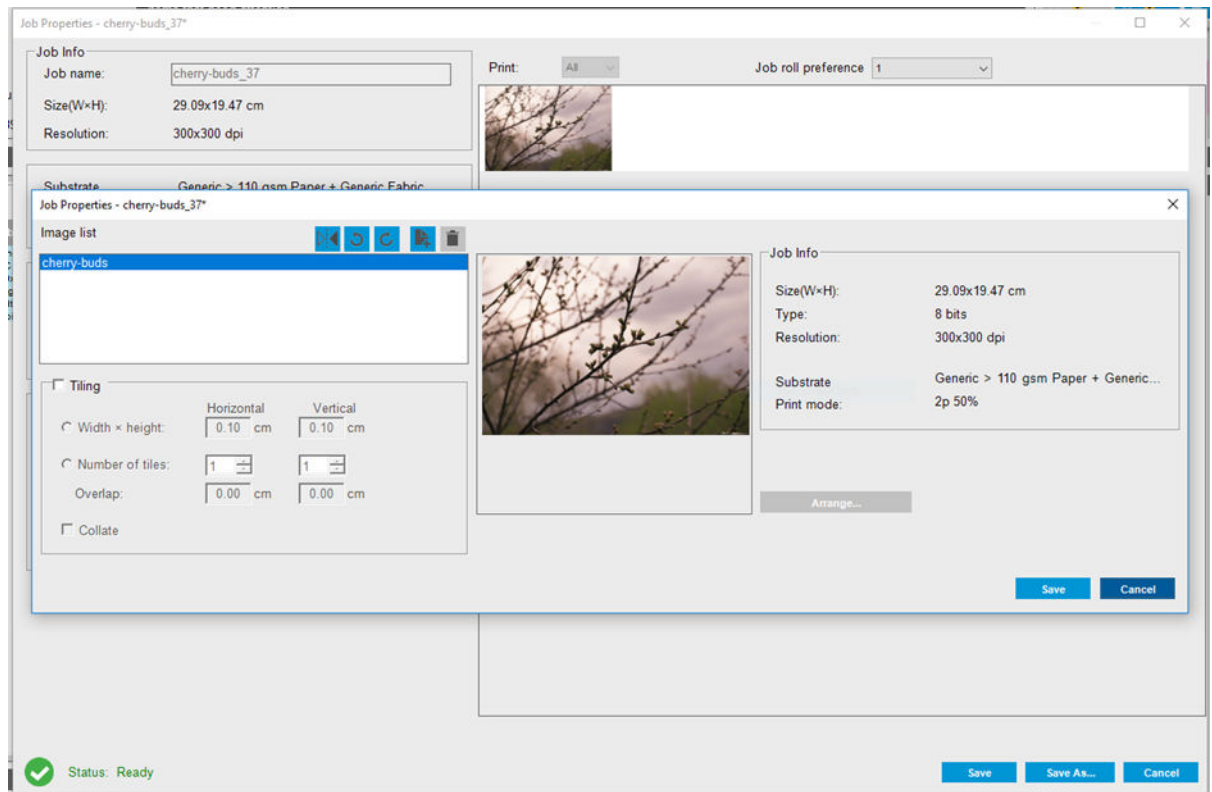 Job Properties - cherry-buds_37*
Job Info
Job name: cherry-buds_37
Size(W×H): 29.09x19.47 cm
Resolution: 300x300 dpi
Print: All
Job roll preference 1
Substrate Generic > 110 gsm Paper + Generic Fabric
Job Properties - cherry-buds_37*
Image list
cherry-buds
Tiling
Horizontal Vertical
Width × height: 0.10 cm 0.10 cm
Number of tiles: 1 1
Overlap: 0.00 cm 0.00 cm
Collate
Job Info
Size(W×H): 29.09x19.47 cm
Type: 8 bits
Resolution: 300x300 dpi
Substrate Generic > 110 gsm Paper + Generic...
Print mode: 2p 50%
Arrange...
Save Cancel
Status: Ready
Save Save As... Cancel